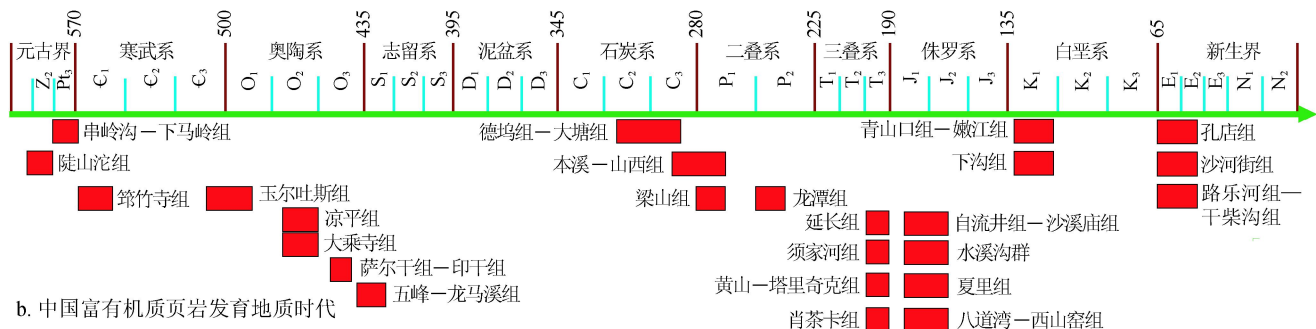 570 500 435 395 345 280 225 190 135 65
元古界 寒武系 奥陶系 志留系 泥盆系 石炭系 二叠系 三叠系 侏罗系 白垩系 新生界
Z₂ Pt₃ Є₁ Є₂ Є₃ O₁ O₂ O₃ S₁ S₂ S₃ D₁ D₂ D₃ C₁ C₂ C₃ P₁ P₂ T₁ T₂ T₃ J₁ J₂ J₃ K₁ K₂ K₃ E₁ E₂ E₃ N₁ N₂
串岭沟－下马岭组 德坞组－大塘组 青山口组－嫩江组 孔店组
陡山沱组 本溪－山西组 下沟组 沙河街组
筇竹寺组 玉尔吐斯组 梁山组 龙潭组 路乐河组—
干柴沟组
凉平组 延长组 自流井组－沙溪庙组
大乘寺组 须家河组 水溪沟群
萨尔干组－印干组 黄山－塔里奇克组 夏里组
五峰－龙马溪组 肖茶卡组 八道湾－西山窑组
b. 中国富有机质页岩发育地质时代